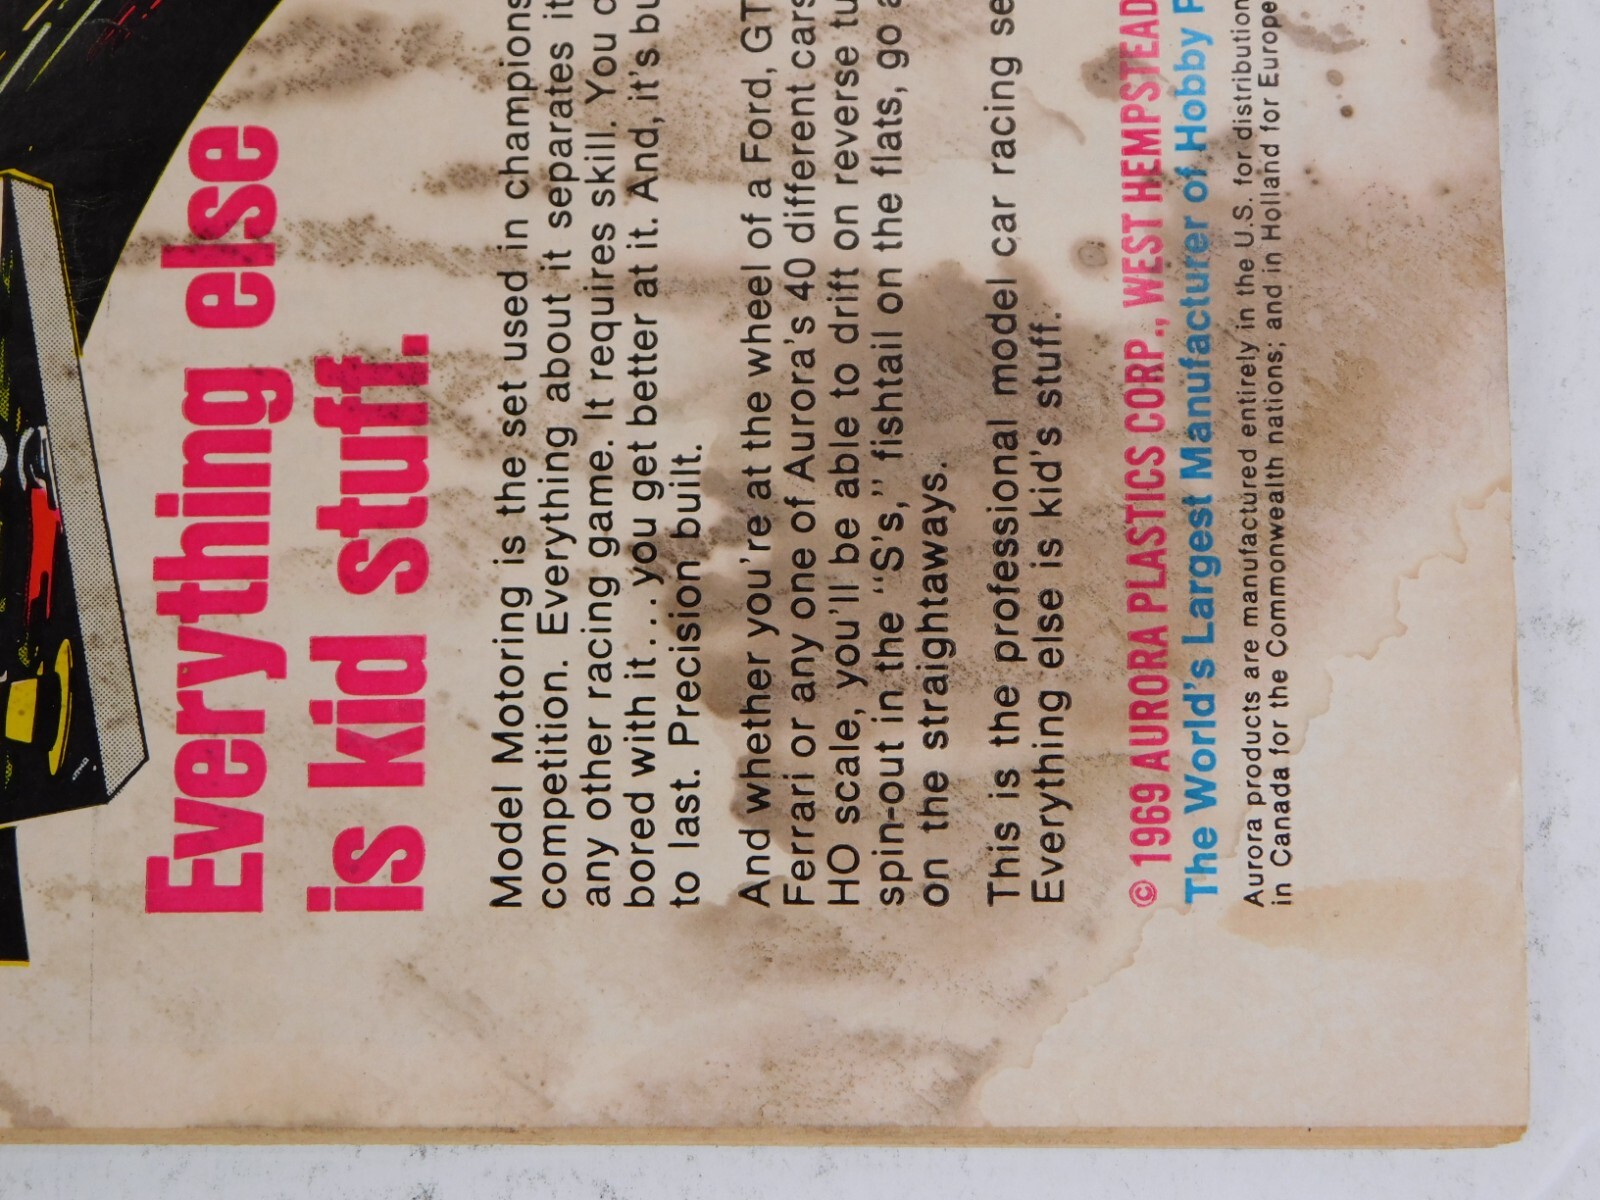 Everything else
is kid stuff.
Model Motoring is the set used in champions
competition. Everything about it separates it
any other racing game. It requires skill. You
bored with it... you get better at it. And, it's
to last. Precision built.
And whether you're at the wheel of a Ford, GT
Ferrari or any one of Aurora's 40 different cars
HO scale, you'll be able to drift on reverse
spin-out in the "S's," fishtail on the flats, go
on the straightaways.
This is the professional model car racing
Everything else is kid's stuff.
© 1969 AURORA PLASTICS CORP., WEST HEMPSTEAD
The World's Largest Manufacturer of Hobby
Aurora products are manufactured entirely in the U.S. for distribution
in Canada for the Commonwealth nations; and in Holland for Europe